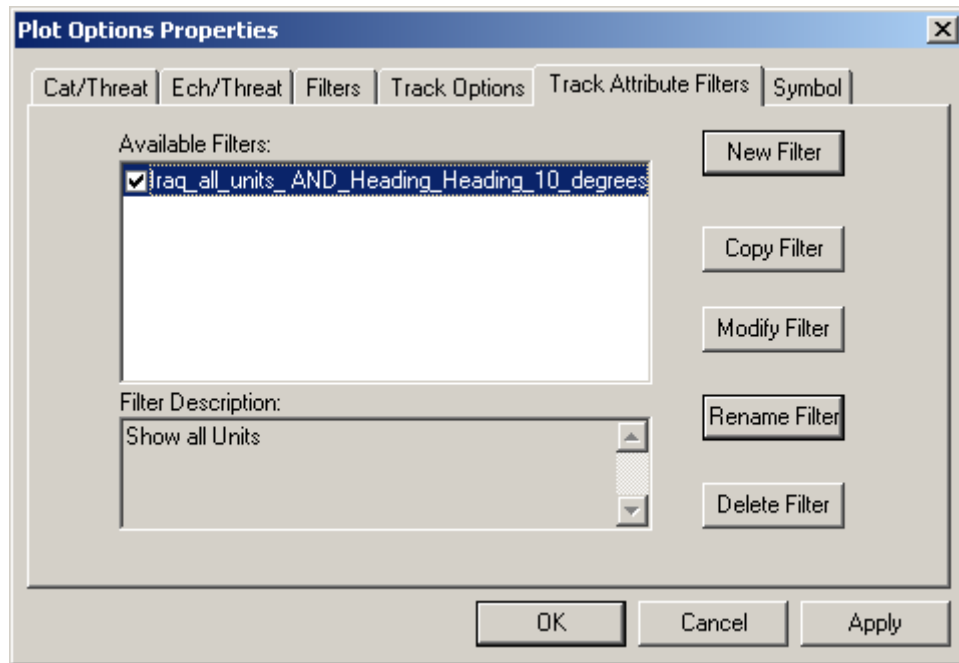 Plot Options Properties
Cat/Threat Ech/Threat Filters Track Options Track Attribute Filters Symbol
Available Filters:
Iraq_all_units_ AND_Heading_Heading_10_degrees
New Filter
Copy Filter
Modify Filter
Filter Description:
Show all Units
Rename Filter
Delete Filter
OK Cancel Apply